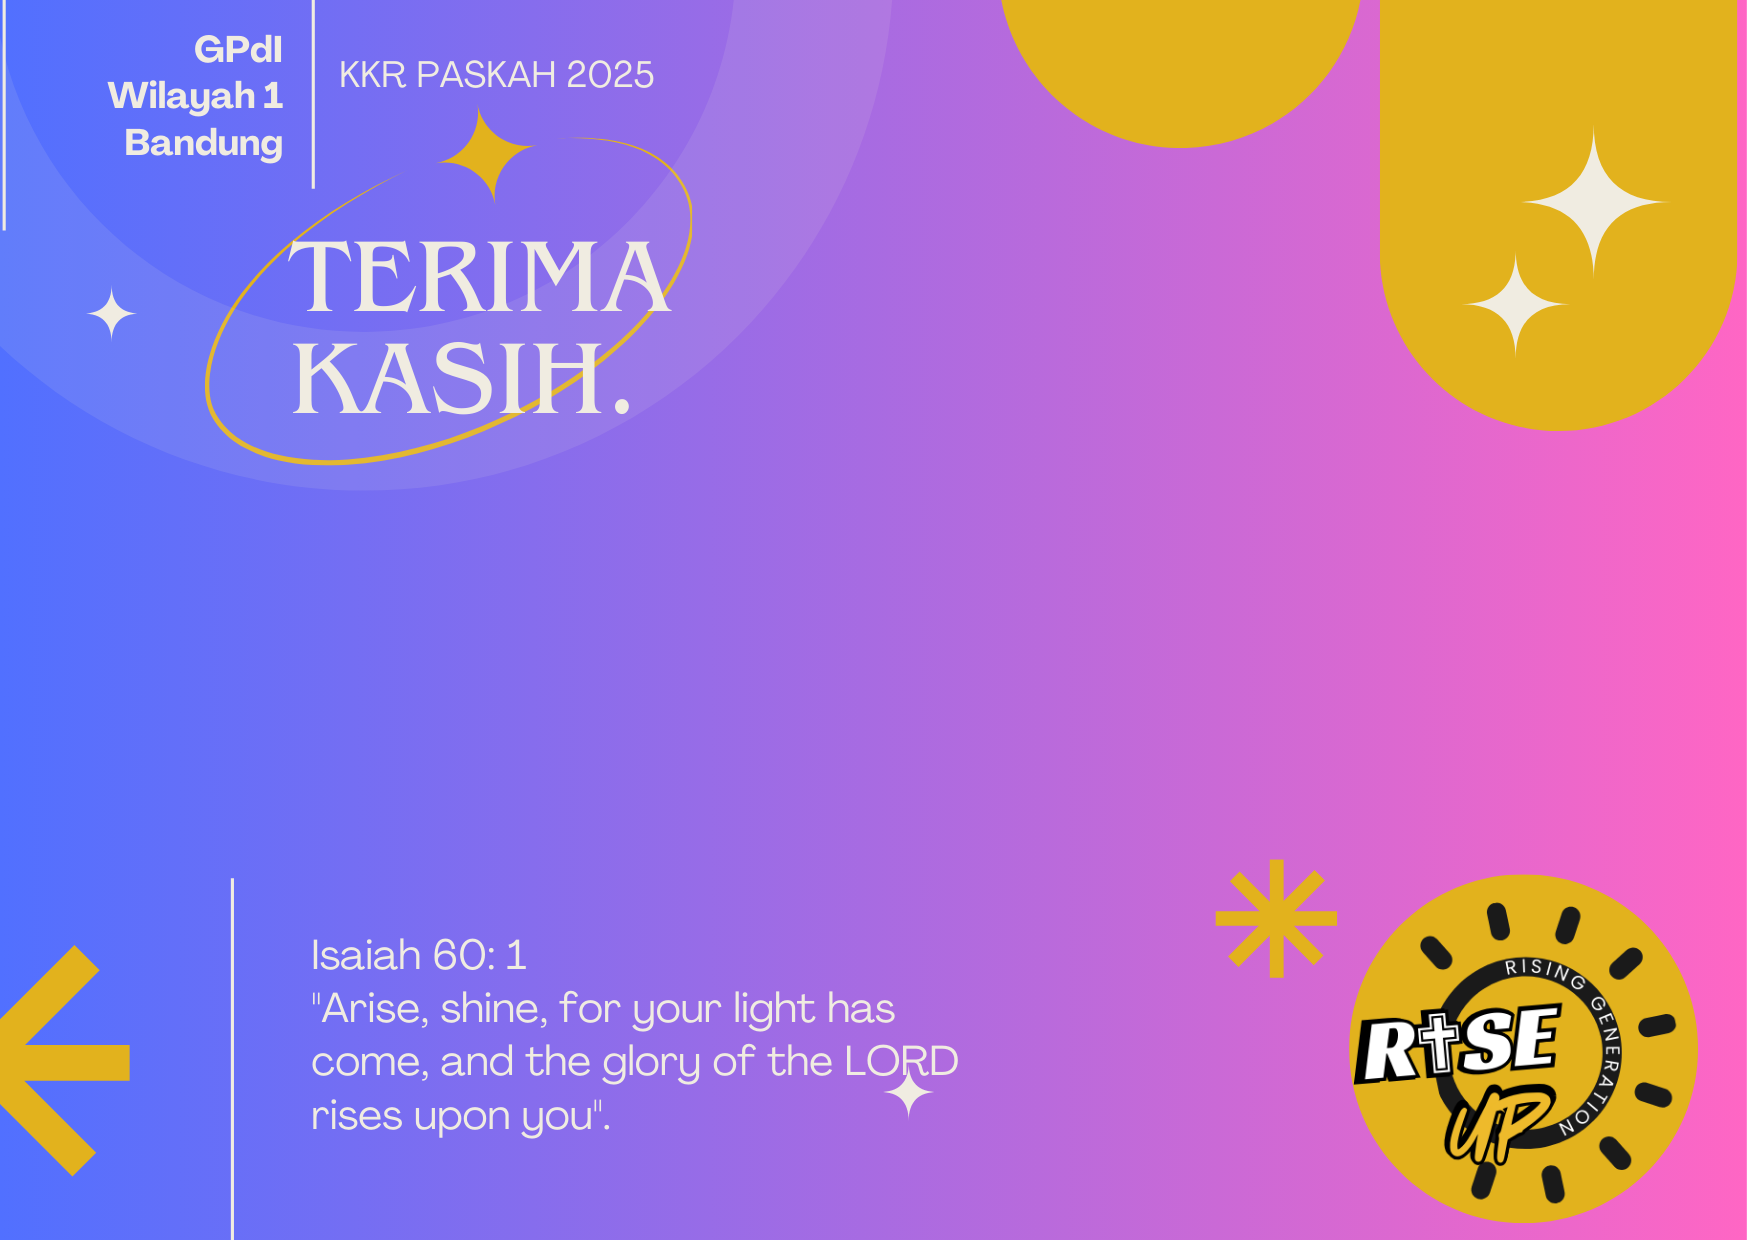 GPdI
Wilayah 1
Bandung
KKR PASKAH 2025
TERIMA
KASIH.
Isaiah 60: 1
"Arise, shine, for your light has
come, and the glory of the LORD
rises upon you".
RISING GENERATION
RISE
UP